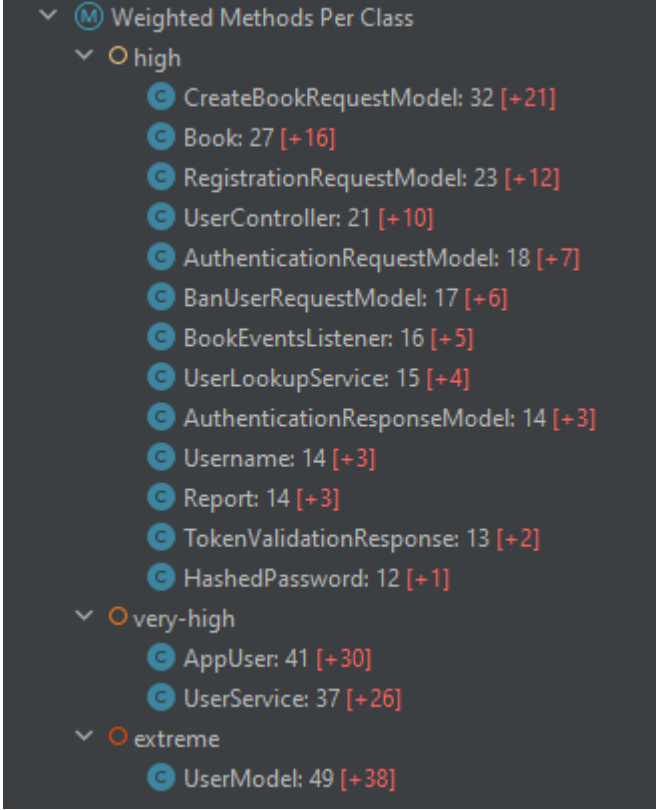 M Weighted Methods Per Class
high
C CreateBookRequestModel: 32 [+21]
C Book: 27 [+16]
C RegistrationRequestModel: 23 [+12]
C UserController: 21 [+10]
C AuthenticationRequestModel: 18 [+7]
C BanUserRequestModel: 17 [+6]
C BookEventsListener: 16 [+5]
C UserLookupService: 15 [+4]
C AuthenticationResponseModel: 14 [+3]
C Username: 14 [+3]
C Report: 14 [+3]
C TokenValidationResponse: 13 [+2]
C HashedPassword: 12 [+1]
very-high
C AppUser: 41 [+30]
C UserService: 37 [+26]
extreme
C UserModel: 49 [+38]